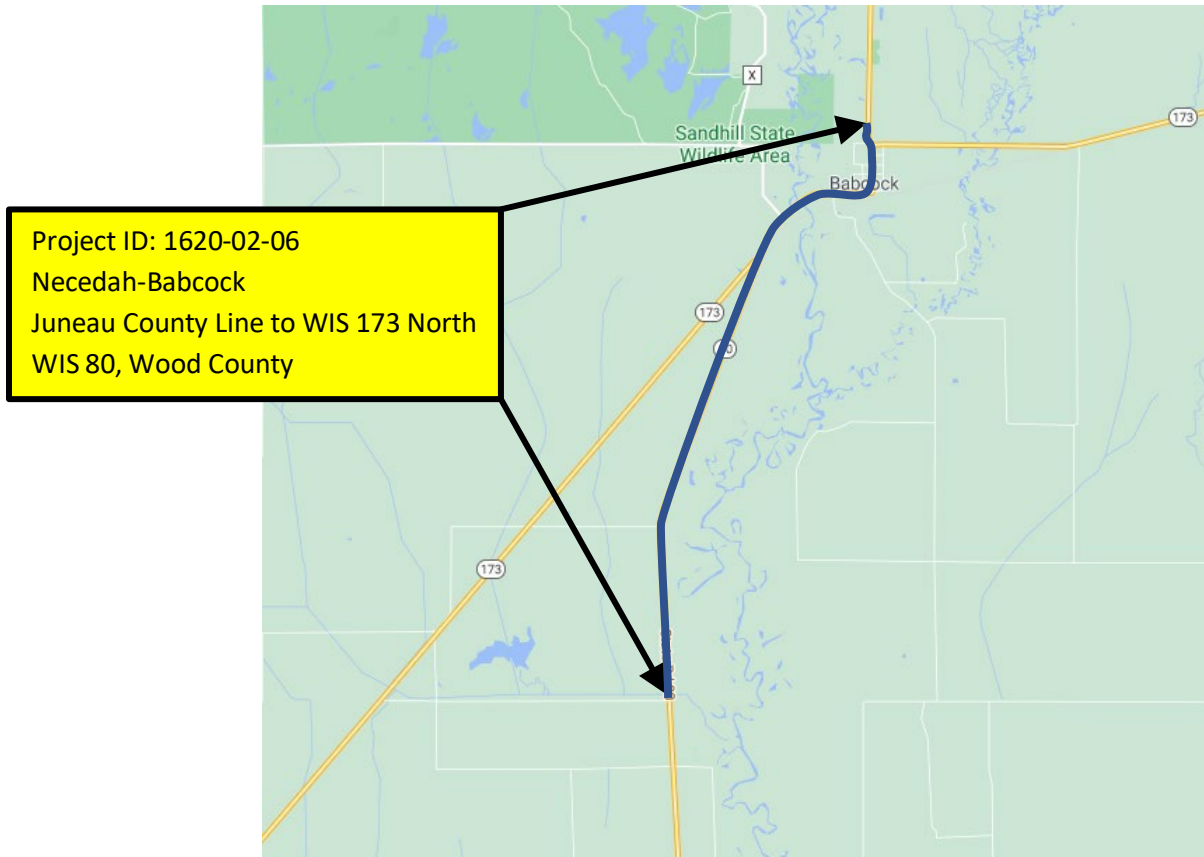 X
173
Sandhill State
Wildlife Area
Babcock
Project ID: 1620-02-06
Necedah-Babcock
Juneau County Line to WIS 173 North
WIS 80, Wood County
173
173